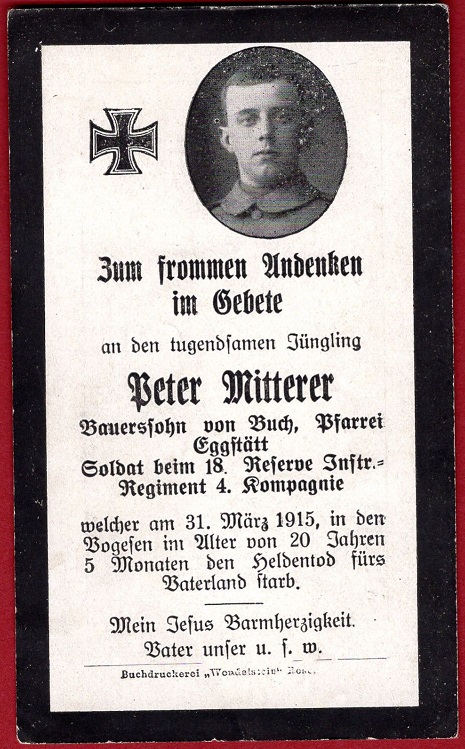 Zum frommen Andenken
im Gebete
an den tugendsamen Jüngling
Peter Mitterer
Bauerssohn von Buch, Pfarrei
Eggstätt
Soldat beim 18. Reserve Inftr.-
Regiment 4. Kompagnie
welcher am 31. März 1915, in den
Vogesen im Alter von 20 Jahren
5 Monaten den Heldentod fürs
Vaterland starb.
Mein Jesus Barmherzigkeit.
Vater unser u. s. w.
Buchdruckerei „Wendelstein“